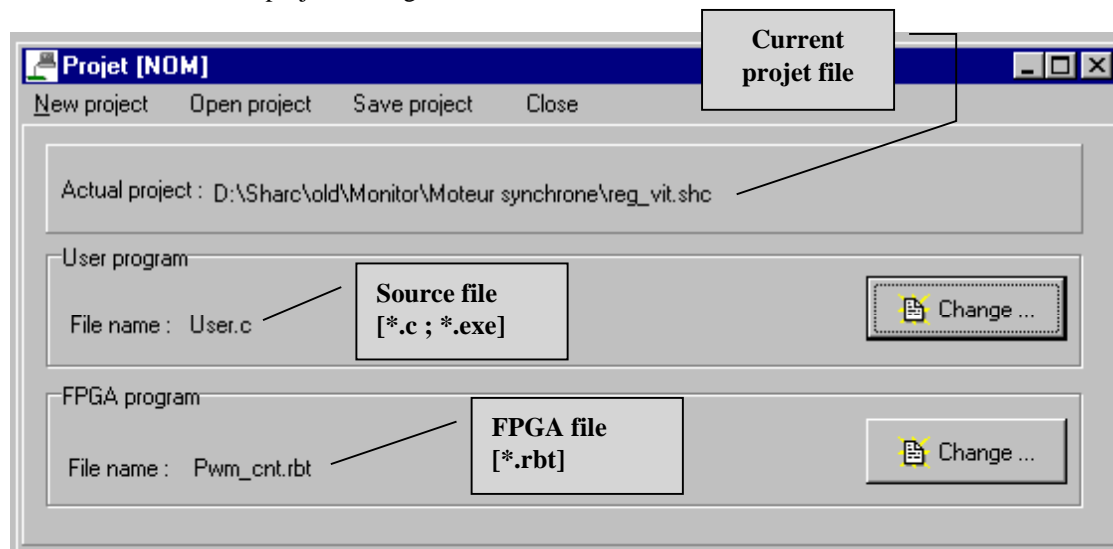 Current
projet file
Projet [NOM]
New project Open project Save project Close
Actual project : D:\Sharc\old\Monitor\Moteur synchrone\reg_vit.shc
User program
Source file
[*.c ; *.exe]
File name : User.c
Change ...
FPGA program
FPGA file
[*.rbt]
File name : Pwm_cnt.rbt
Change ...